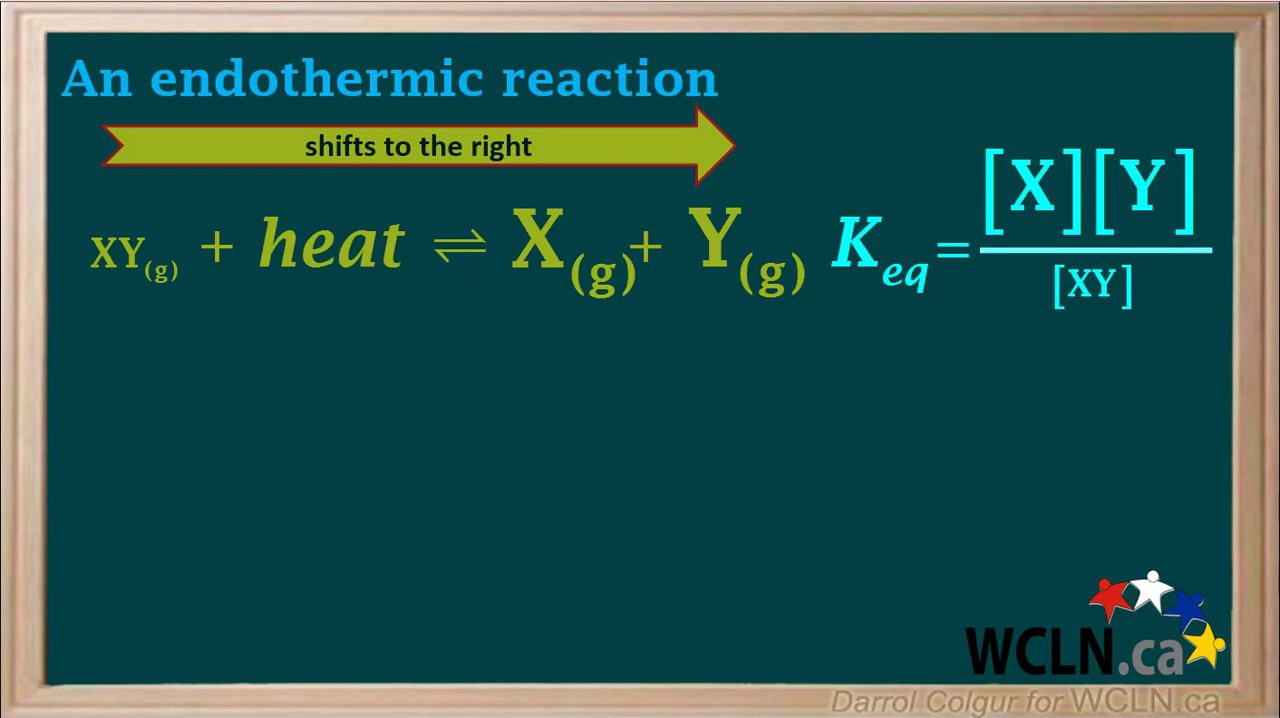 An endothermic reaction
shifts to the right
XY(g) + heat ⇌ X(g) + Y(g) Keq = [X][Y] / [XY]
WCLN.ca
Darrol Colgur for WCLN.ca